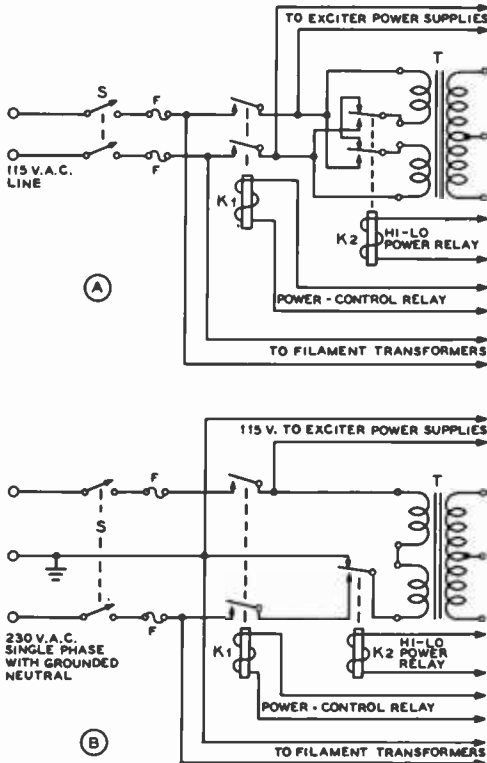 TO EXCITER POWER SUPPLIES
T
S
F
F
115 V.A.C.
LINE
K1
K2
HI-LO
POWER RELAY
A
POWER - CONTROL RELAY
TO FILAMENT TRANSFORMERS
115 V. TO EXCITER POWER SUPPLIES
F
T
S
F
230 V.A.C.
SINGLE PHASE
WITH GROUNDED
NEUTRAL
K1
K2
HI-LO
POWER
RELAY
POWER - CONTROL RELAY
B
TO FILAMENT TRANSFORMERS